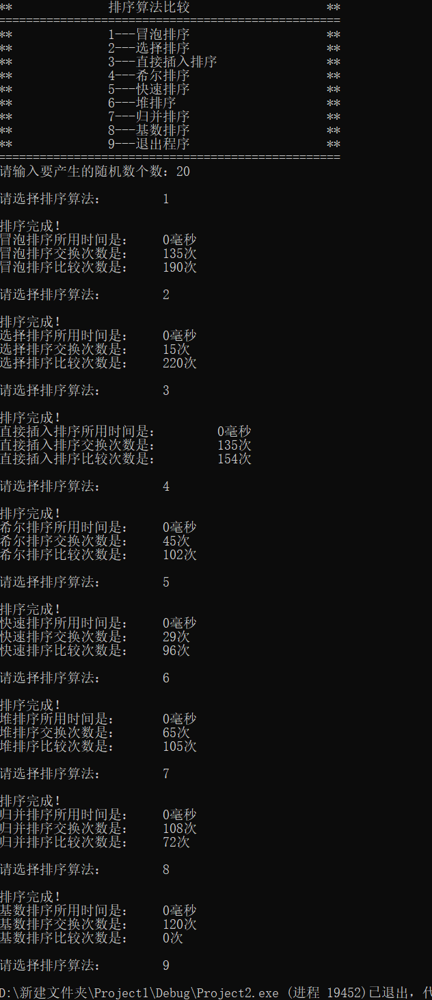 **              排序算法比较                    **
==================================================
**              1---冒泡排序                    **
**              2---选择排序                    **
**              3---直接插入排序                **
**              4---希尔排序                    **
**              5---快速排序                    **
**              6---堆排序                      **
**              7---归并排序                    **
**              8---基数排序                    **
**              9---退出程序                    **
==================================================
请输入要产生的随机数个数：20
请选择排序算法：        1
排序完成！
冒泡排序所用时间是：    0毫秒
冒泡排序交换次数是：    135次
冒泡排序比较次数是：    190次
请选择排序算法：        2
排序完成！
选择排序所用时间是：    0毫秒
选择排序交换次数是：    15次
选择排序比较次数是：    220次
请选择排序算法：        3
排序完成！
直接插入排序所用时间是：        0毫秒
直接插入排序交换次数是：        135次
直接插入排序比较次数是：        154次
请选择排序算法：        4
排序完成！
希尔排序所用时间是：    0毫秒
希尔排序交换次数是：    45次
希尔排序比较次数是：    102次
请选择排序算法：        5
排序完成！
快速排序所用时间是：    0毫秒
快速排序交换次数是：    29次
快速排序比较次数是：    96次
请选择排序算法：        6
排序完成！
堆排序所用时间是：      0毫秒
堆排序交换次数是：      65次
堆排序比较次数是：      105次
请选择排序算法：        7
排序完成！
归并排序所用时间是：    0毫秒
归并排序交换次数是：    108次
归并排序比较次数是：    72次
请选择排序算法：        8
排序完成！
基数排序所用时间是：    0毫秒
基数排序交换次数是：    120次
基数排序比较次数是：    0次
请选择排序算法：        9
D:\新建文件夹\Project1\Debug\Project2.exe (进程 19452)已退出，代